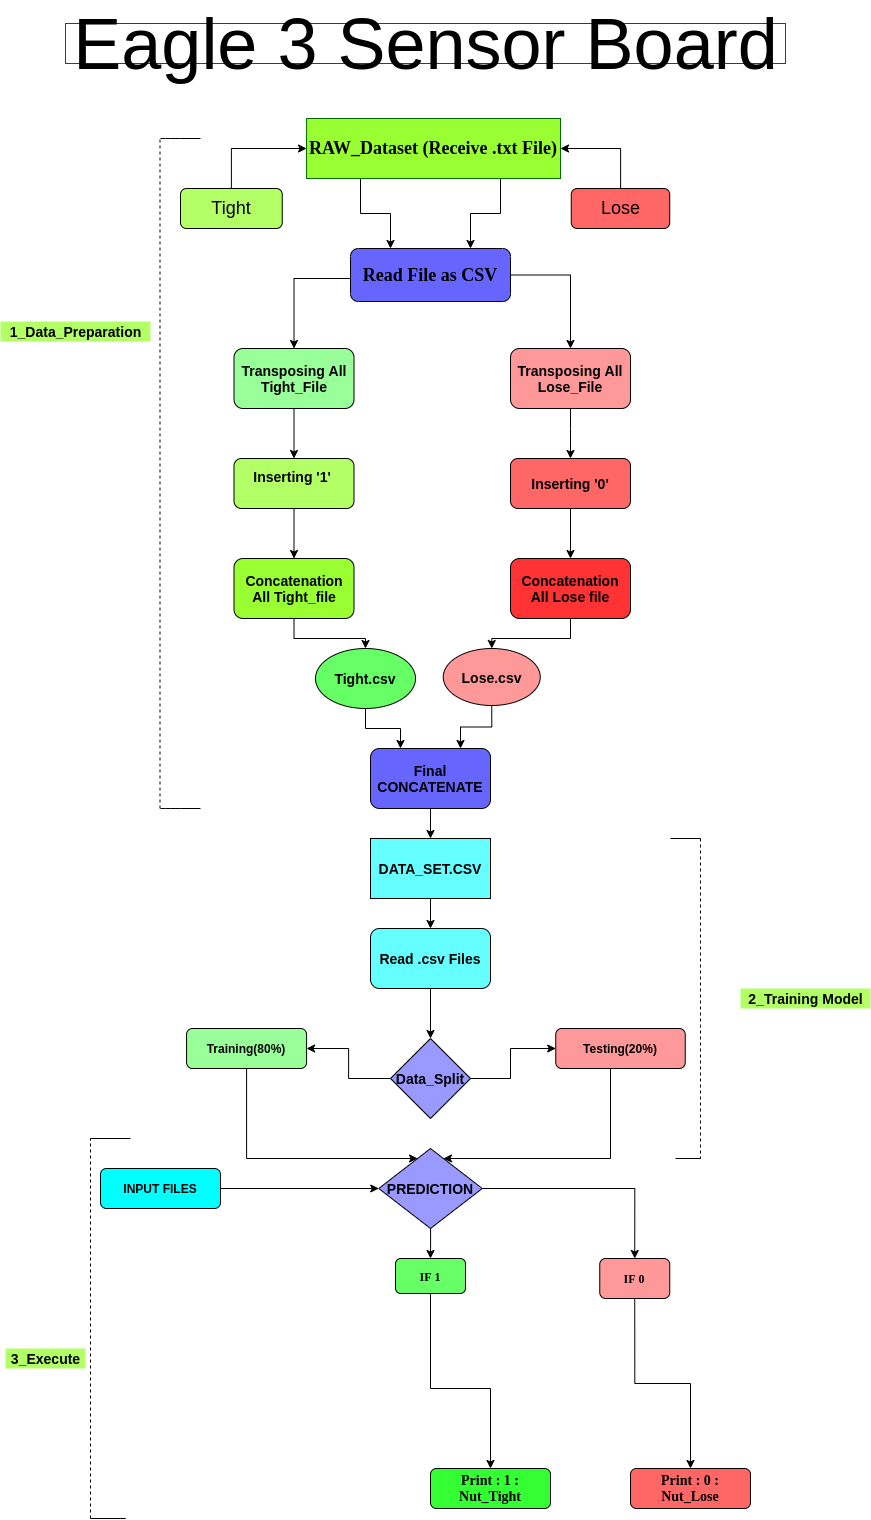 Eagle 3 Sensor Board
RAW_Dataset (Receive .txt File)
Tight
Lose
Read File as CSV
1_Data_Preparation
Transposing All
Tight_File
Transposing All
Lose_File
Inserting '1'
Inserting '0'
Concatenation
All Tight_file
Concatenation
All Lose file
Tight.csv
Lose.csv
Final
CONCATENATE
DATA_SET.CSV
Read .csv Files
2_Training Model
Training(80%)
Testing(20%)
Data_Split
INPUT FILES
PREDICTION
IF 1
IF 0
3_Execute
Print : 1 :
Nut_Tight
Print : 0 :
Nut_Lose